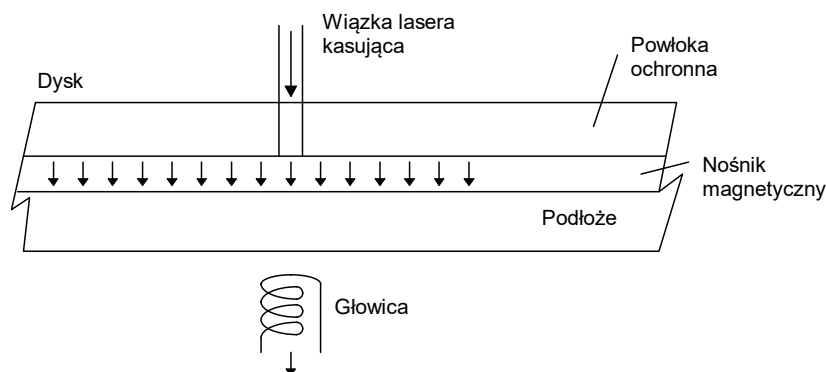 Wiązka lasera
kasująca
Powłoka
ochronna
Dysk
Nośnik
magnetyczny
Podłoże
Głowica